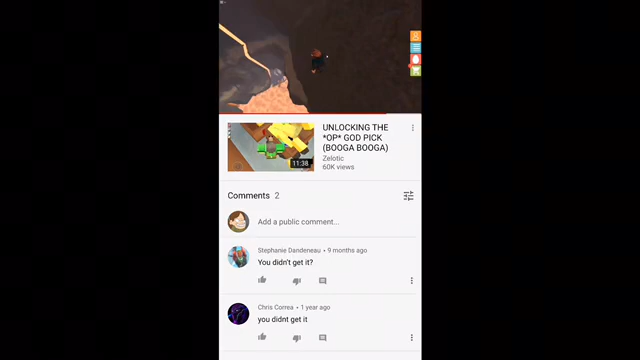 UNLOCKING THE
*OP* GOD PICK
(BOOGA BOOGA)
Zelotic
60K views
11:38
Comments 2
Add a public comment...
Stephanie Dandeneau • 9 months ago
You didn't get it?
Chris Correa • 1 year ago
you didnt get it